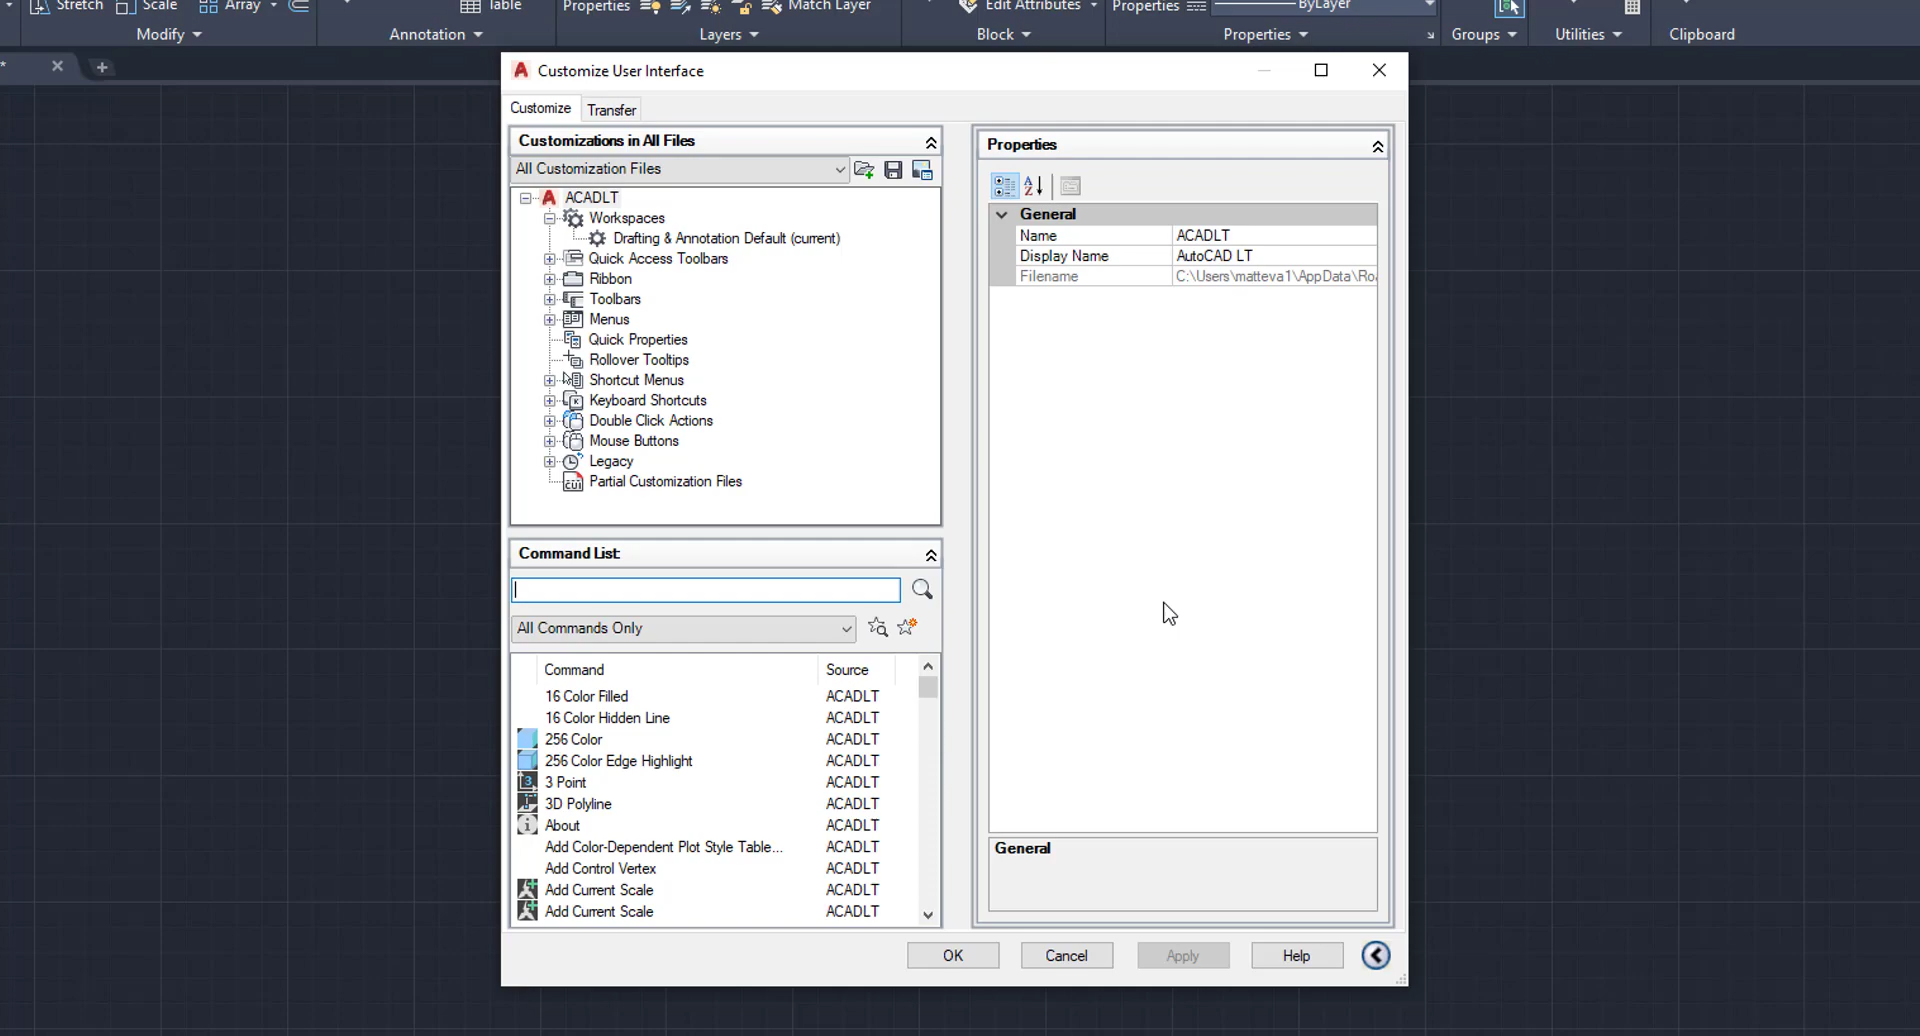 Stretch Scale Array Table Properties Match Layer Edit Attributes Properties ByLayer
Modify Annotation Layers Block Properties Groups Utilities Clipboard
*
Customize User Interface
Customize Transfer
Customizations in All Files
All Customization Files
ACADLT
Workspaces
Drafting & Annotation Default (current)
Quick Access Toolbars
Ribbon
Toolbars
Menus
Quick Properties
Rollover Tooltips
Shortcut Menus
Keyboard Shortcuts
Double Click Actions
Mouse Buttons
Legacy
Partial Customization Files
Command List:
All Commands Only
Command Source
16 Color Filled ACADLT
16 Color Hidden Line ACADLT
256 Color ACADLT
256 Color Edge Highlight ACADLT
3 Point ACADLT
3D Polyline ACADLT
About ACADLT
Add Color-Dependent Plot Style Table... ACADLT
Add Control Vertex ACADLT
Add Current Scale ACADLT
Add Current Scale ACADLT
Properties
General
Name ACADLT
Display Name AutoCAD LT
Filename C:\Users\matteva1\AppData\Roa
General
OK Cancel Apply Help